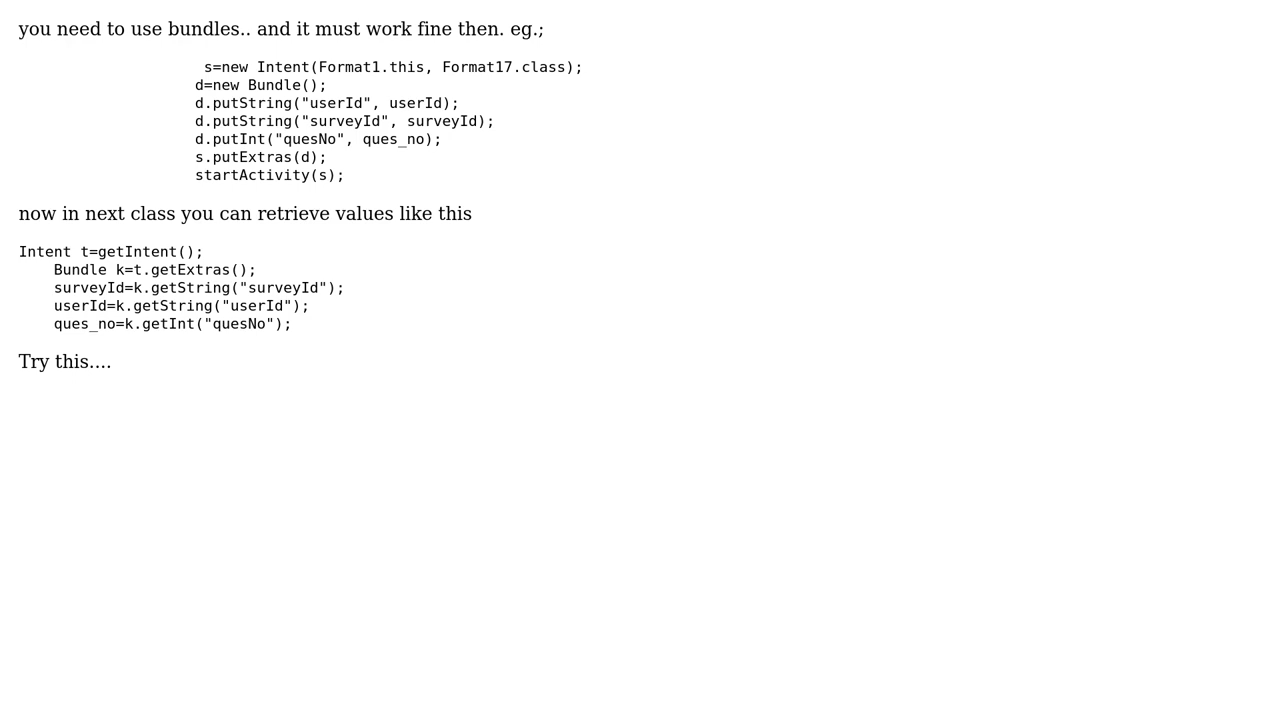 you need to use bundles.. and it must work fine then. eg.;
s=new Intent(Format1.this, Format17.class);
d=new Bundle();
d.putString("userId", userId);
d.putString("surveyId", surveyId);
d.putInt("quesNo", ques_no);
s.putExtras(d);
startActivity(s);
now in next class you can retrieve values like this
Intent t=getIntent();
Bundle k=t.getExtras();
surveyId=k.getString("surveyId");
userId=k.getString("userId");
ques_no=k.getInt("quesNo");
Try this....